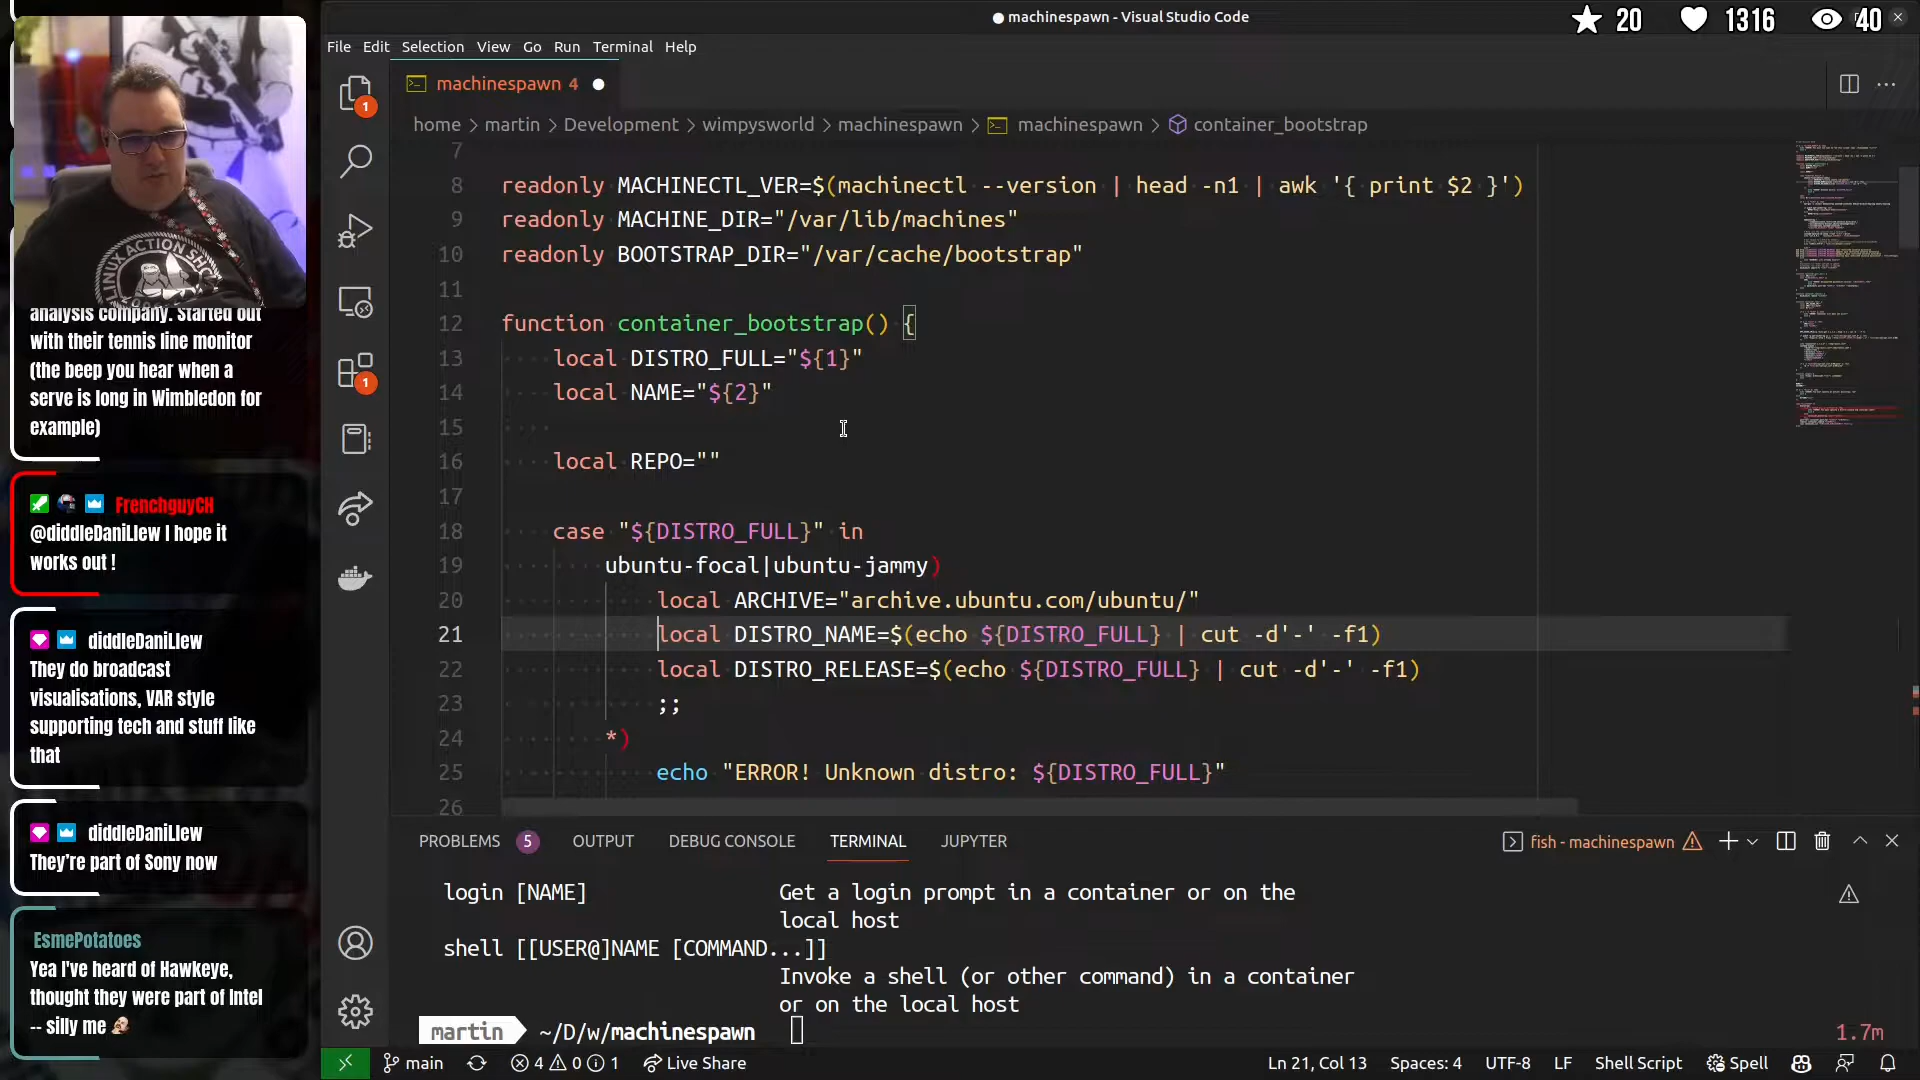 machinespawn - Visual Studio Code
20
1316
40
File Edit Selection View Go Run Terminal Help
machinespawn 4
home > martin > Development > wimpysworld > machinespawn > machinespawn > container_bootstrap
7
8 readonly MACHINECTL_VER=$(machinectl --version | head -n1 | awk '{ print $2 }')
9 readonly MACHINE_DIR="/var/lib/machines"
10 readonly BOOTSTRAP_DIR="/var/cache/bootstrap"
11
12 function container_bootstrap() {
13 local DISTRO_FULL="${1}"
14 local NAME="${2}"
15
16 local REPO=""
17
18 case "${DISTRO_FULL}" in
19 ubuntu-focal|ubuntu-jammy)
20 local ARCHIVE="archive.ubuntu.com/ubuntu/"
21 local DISTRO_NAME=$(echo ${DISTRO_FULL} | cut -d'-' -f1)
22 local DISTRO_RELEASE=$(echo ${DISTRO_FULL} | cut -d'-' -f1)
23 ;;
24 *)
25 echo "ERROR! Unknown distro: ${DISTRO_FULL}"
26
PROBLEMS 5 OUTPUT DEBUG CONSOLE TERMINAL JUPYTER
fish - machinespawn
login [NAME] Get a login prompt in a container or on the
local host
shell [[USER@]NAME [COMMAND...]]
Invoke a shell (or other command) in a container
or on the local host
martin ~/D/w/machinespawn
1.7m
main 4 0 1 Live Share
Ln 21, Col 13 Spaces: 4 UTF-8 LF Shell Script Spell
1
1
LINUX ACTION SHOW
analysis company. Started out
with their tennis line monitor
(the beep you hear when a
serve is long in Wimbledon for
example)
FrenchguyCH
@diddleDaniLlew I hope it
works out !
diddleDaniLlew
They do broadcast
visualisations, VAR style
supporting tech and stuff like
that
diddleDaniLlew
They're part of Sony now
EsmePotatoes
Yea I've heard of Hawkeye,
thought they were part of Intel
-- silly me